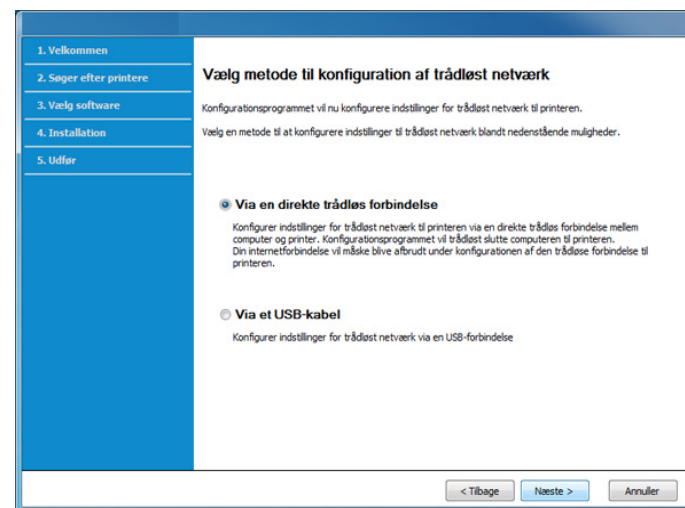 1. Velkommen
2. Søger efter printere
3. Vælg software
4. Installation
5. Udfør
Vælg metode til konfiguration af trådløst netværk
Konfigurationsprogrammet vil nu konfigurere indstillinger for trådløst netværk til printeren.
Vælg en metode til at konfigurere indstillinger til trådløst netværk blandt nedenstående muligheder.
Via en direkte trådløs forbindelse
Konfigurer indstillinger for trådløst netværk til printeren via en direkte trådløs forbindelse mellem
computer og printer. Konfigurationsprogrammet vil trådløst slutte computeren til printeren.
Din internetforbindelse vil måske blive afbrudt under konfigurationen af den trådløse forbindelse til
printeren.
Via et USB-kabel
Konfigurer indstillinger for trådløst netværk via en USB-forbindelse
< Tilbage
Næste >
Annuller